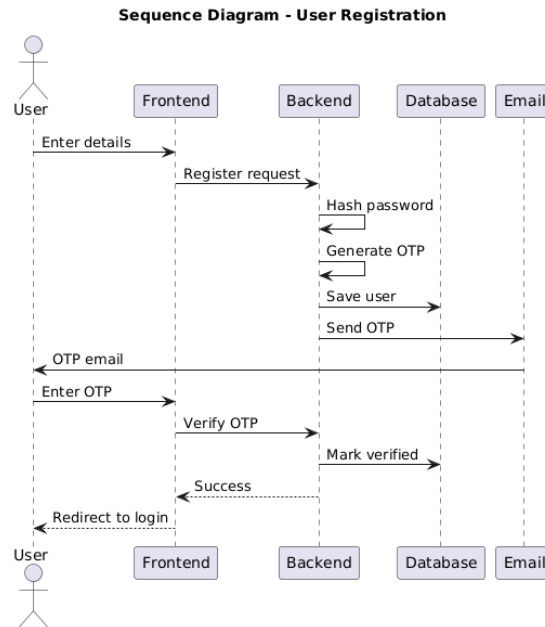 Sequence Diagram - User Registration
User
Frontend
Backend
Database
Email
Enter details
Register request
Hash password
Generate OTP
Save user
Send OTP
OTP email
Enter OTP
Verify OTP
Mark verified
Success
Redirect to login
User
Frontend
Backend
Database
Email